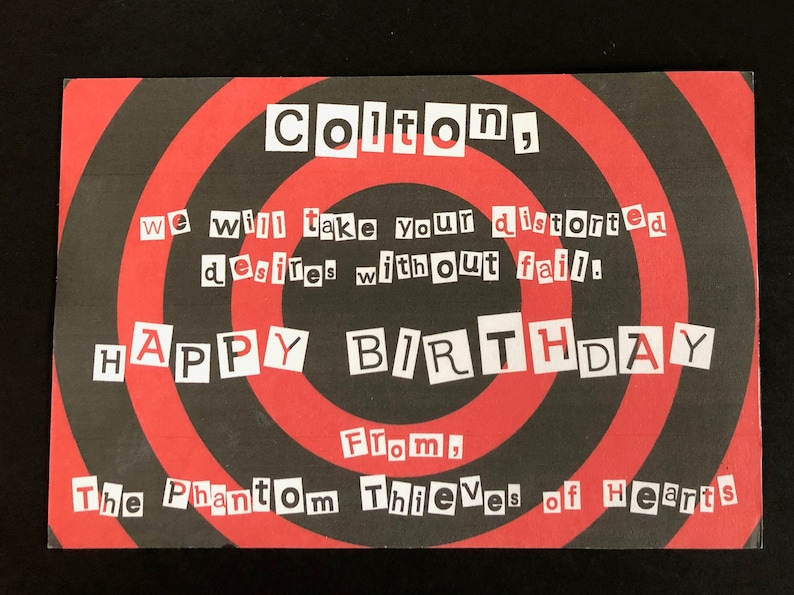 Colton,
we will take your distorted
desires without fail.
HAPPY BIRTHDAY
From,
The Phantom Thieves of Hearts